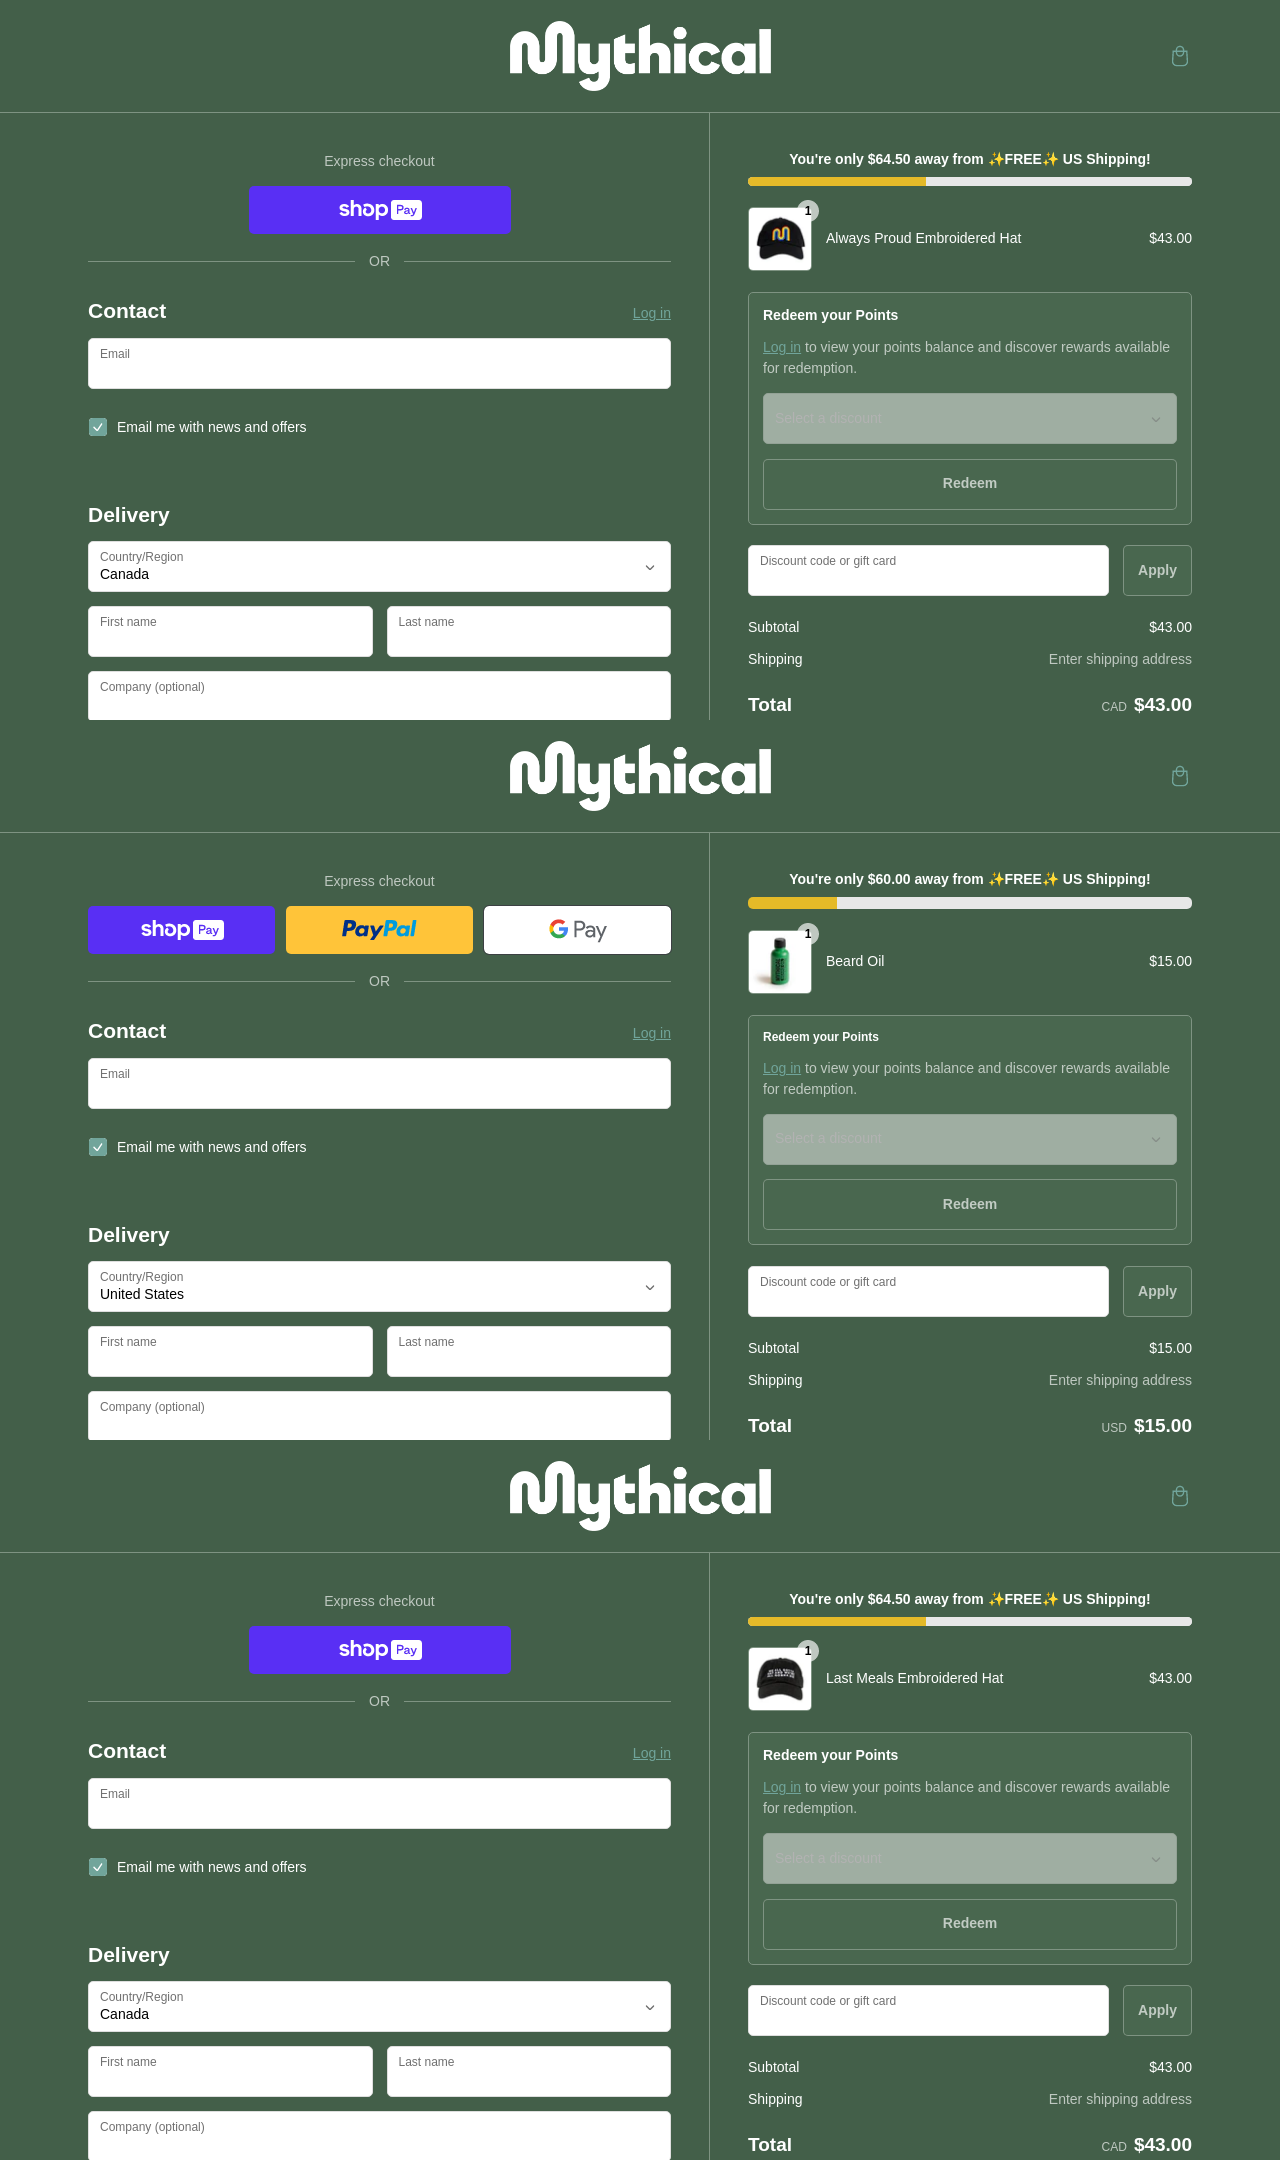 Mythical
Express checkout
shop Pay
OR
Contact
Log in
Email
Email me with news and offers
Delivery
Country/Region
Canada
First name
Last name
Company (optional)
You're only $64.50 away from ✨FREE✨ US Shipping!
1
Always Proud Embroidered Hat
$43.00
Redeem your Points
Log in to view your points balance and discover rewards available
for redemption.
Select a discount
Redeem
Discount code or gift card
Apply
Subtotal
$43.00
Shipping
Enter shipping address
Total
CAD $43.00
Mythical
Express checkout
shop Pay
PayPal
G Pay
OR
Contact
Log in
Email
Email me with news and offers
Delivery
Country/Region
United States
First name
Last name
Company (optional)
You're only $60.00 away from ✨FREE✨ US Shipping!
1
Beard Oil
$15.00
Redeem your Points
Log in to view your points balance and discover rewards available
for redemption.
Select a discount
Redeem
Discount code or gift card
Apply
Subtotal
$15.00
Shipping
Enter shipping address
Total
USD $15.00
Mythical
Express checkout
shop Pay
OR
Contact
Log in
Email
Email me with news and offers
Delivery
Country/Region
Canada
First name
Last name
Company (optional)
You're only $64.50 away from ✨FREE✨ US Shipping!
1
Last Meals Embroidered Hat
$43.00
Redeem your Points
Log in to view your points balance and discover rewards available
for redemption.
Select a discount
Redeem
Discount code or gift card
Apply
Subtotal
$43.00
Shipping
Enter shipping address
Total
CAD $43.00